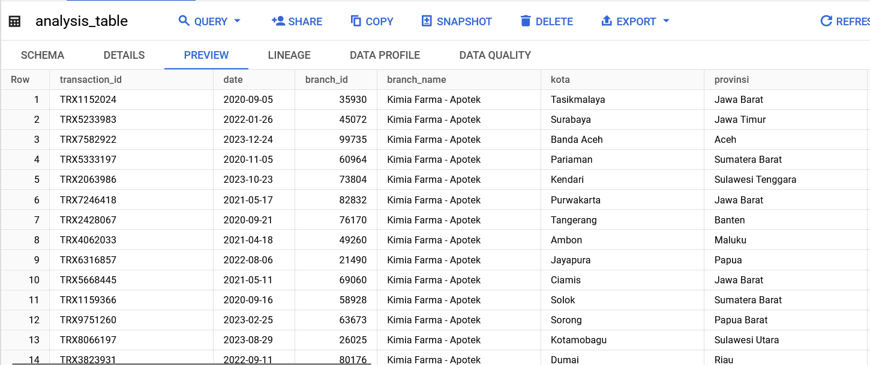 analysis_table QUERY SHARE COPY SNAPSHOT DELETE EXPORT REFRES
SCHEMA DETAILS PREVIEW LINEAGE DATA PROFILE DATA QUALITY
Row transaction_id date branch_id branch_name kota provinsi
1 TRX1152024 2020-09-05 35930 Kimia Farma - Apotek Tasikmalaya Jawa Barat
2 TRX5233983 2022-01-26 45072 Kimia Farma - Apotek Surabaya Jawa Timur
3 TRX7582922 2023-12-24 99735 Kimia Farma - Apotek Banda Aceh Aceh
4 TRX5333197 2020-11-05 60964 Kimia Farma - Apotek Pariaman Sumatera Barat
5 TRX2063986 2023-10-23 73804 Kimia Farma - Apotek Kendari Sulawesi Tenggara
6 TRX7246418 2021-05-17 82832 Kimia Farma - Apotek Purwakarta Jawa Barat
7 TRX2428067 2020-09-21 76170 Kimia Farma - Apotek Tangerang Banten
8 TRX4062033 2021-04-18 49260 Kimia Farma - Apotek Ambon Maluku
9 TRX6316857 2022-08-06 21490 Kimia Farma - Apotek Jayapura Papua
10 TRX5668445 2021-05-11 69060 Kimia Farma - Apotek Ciamis Jawa Barat
11 TRX1159366 2020-09-16 58928 Kimia Farma - Apotek Solok Sumatera Barat
12 TRX9751260 2023-02-25 63673 Kimia Farma - Apotek Sorong Papua Barat
13 TRX8066197 2023-08-29 26025 Kimia Farma - Apotek Kotamobagu Sulawesi Utara
14 TRX3823931 2022-09-11 80176 Kimia Farma - Apotek Dumai Riau